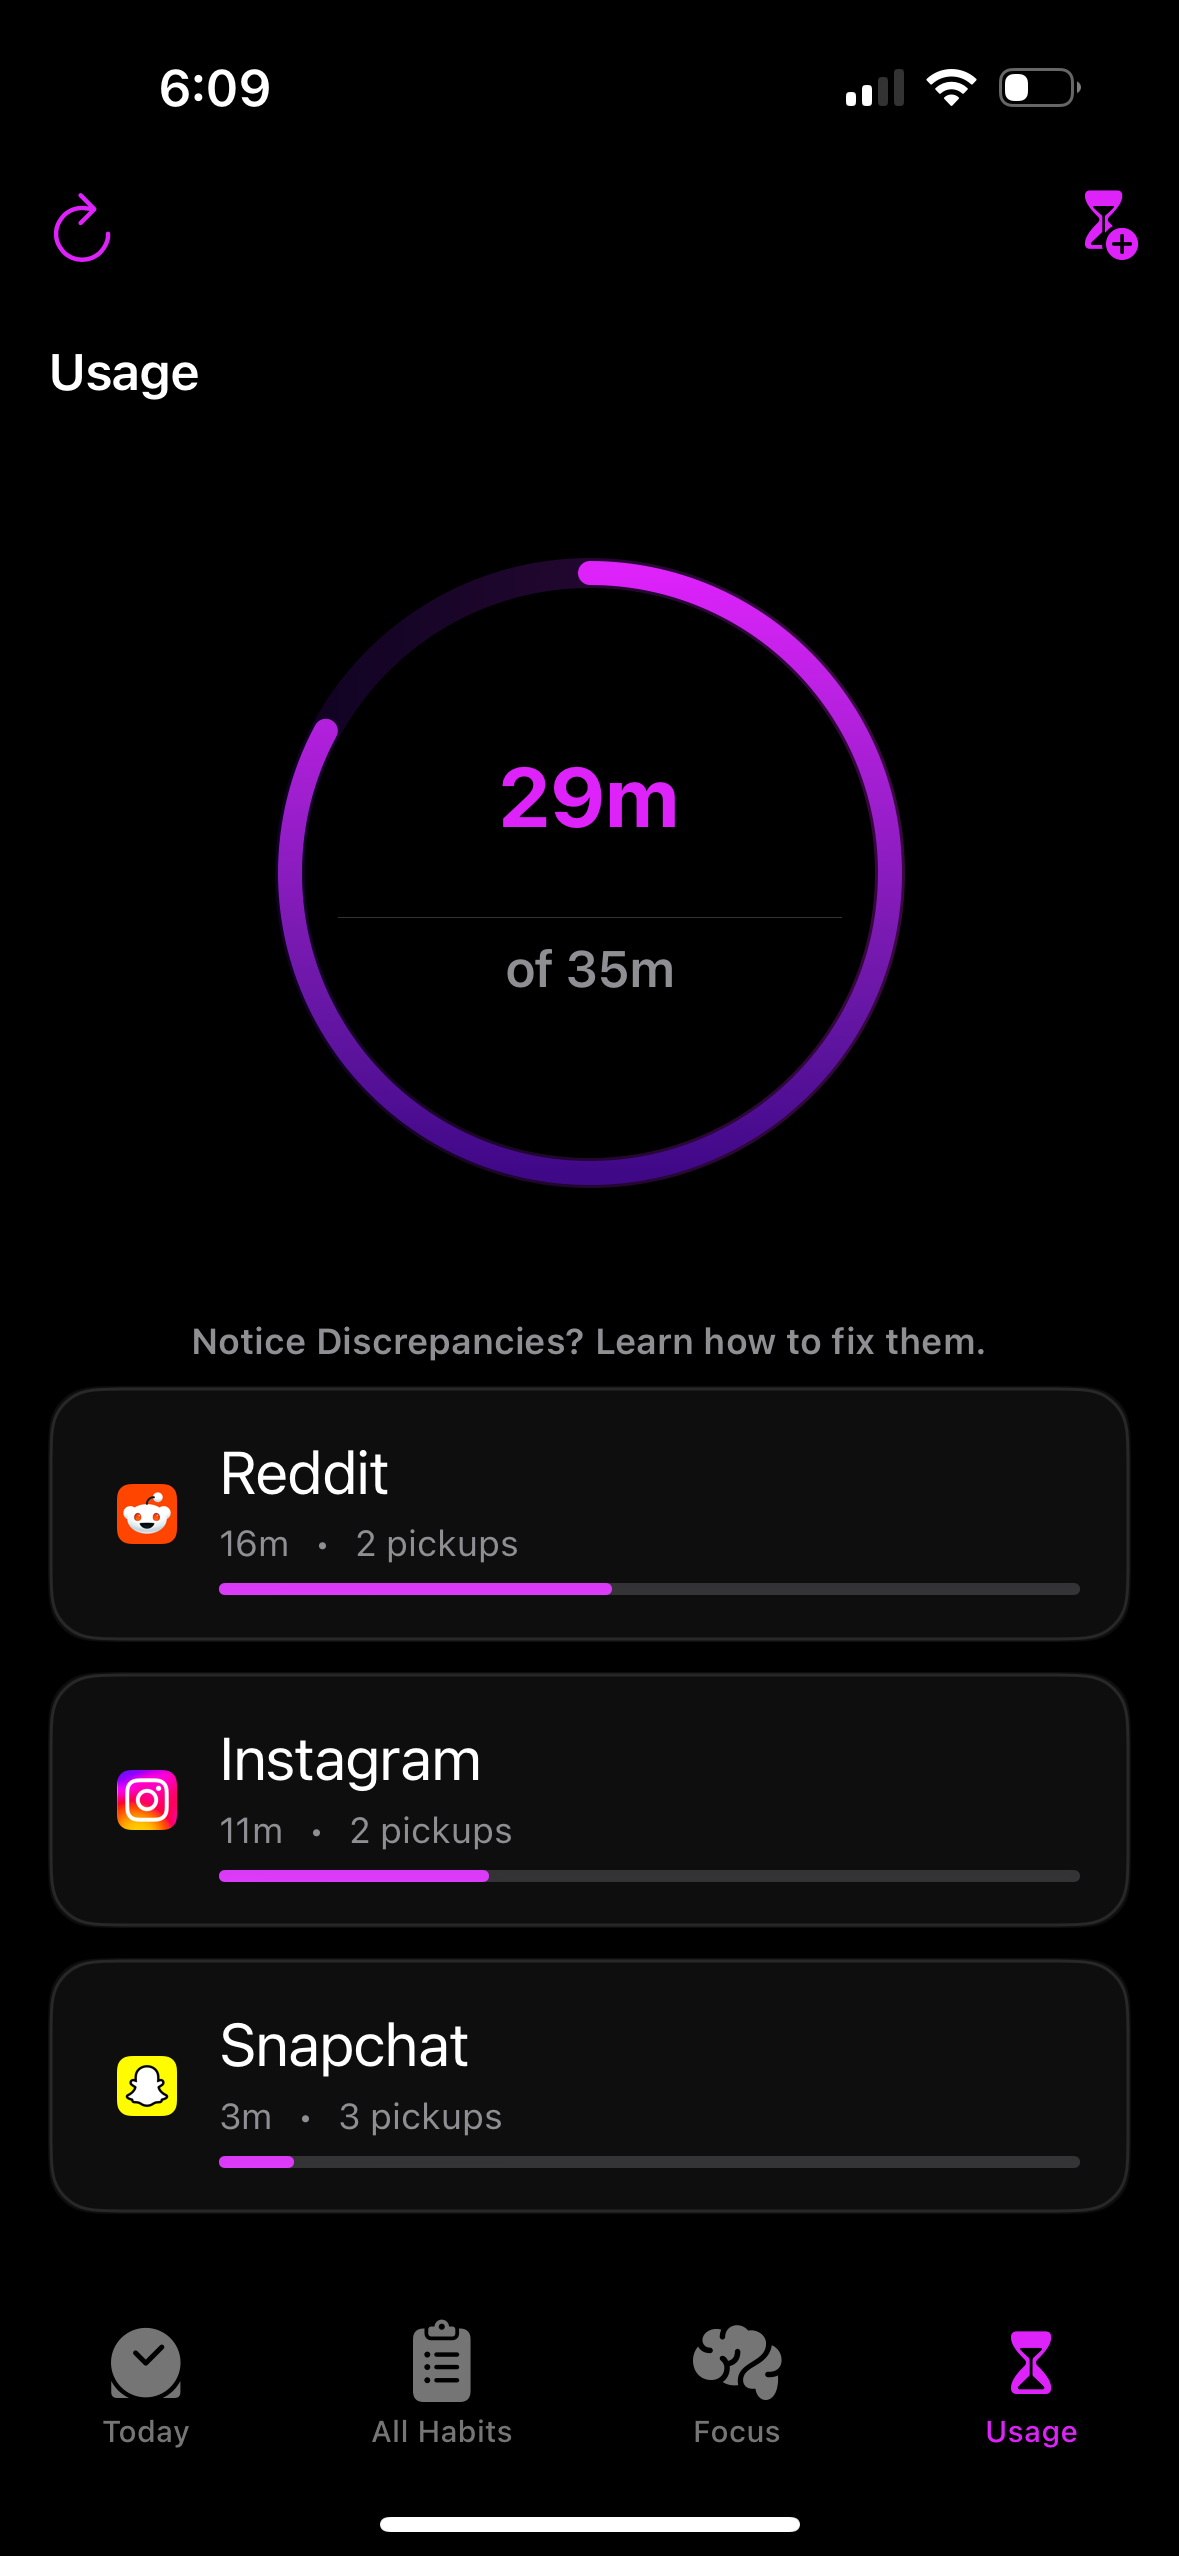 6:09
Usage
29m
of 35m
Notice Discrepancies? Learn how to fix them.
Reddit
16m • 2 pickups
Instagram
11m • 2 pickups
Snapchat
3m • 3 pickups
Today
All Habits
Focus
Usage